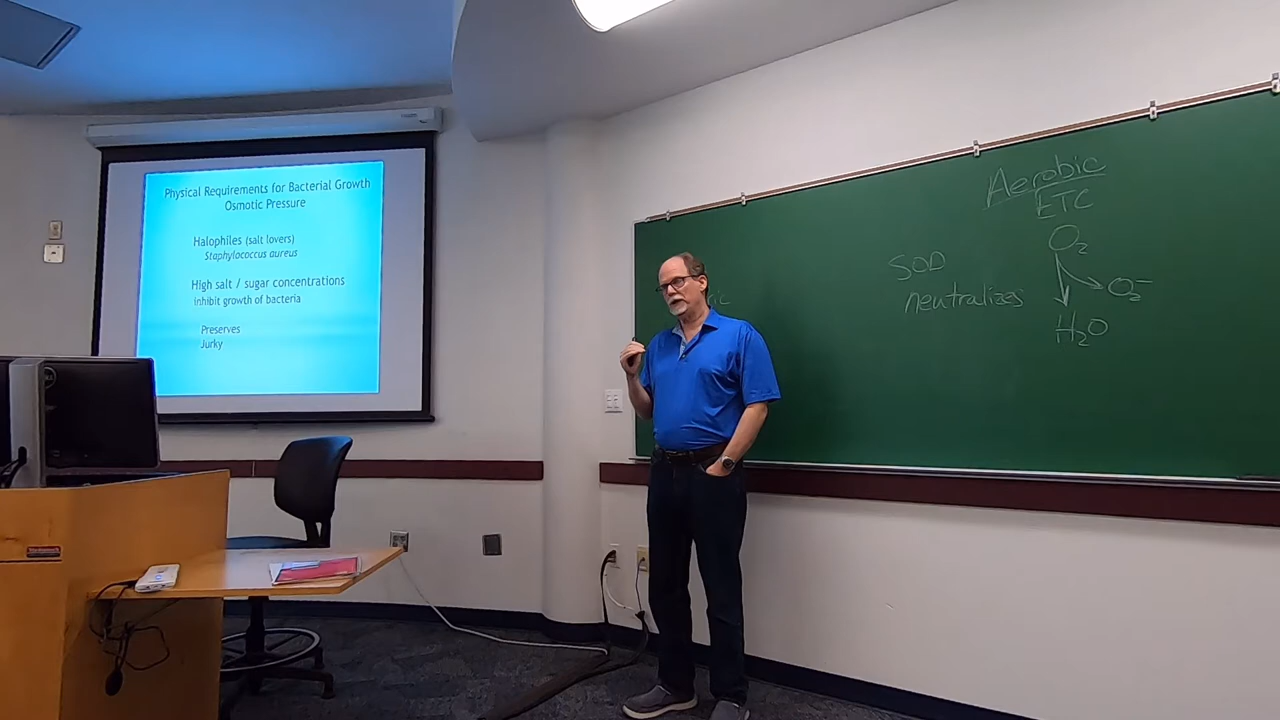 Physical Requirements for Bacterial Growth
Osmotic Pressure
Halophiles (salt lovers)
Staphylococcus aureus
High salt / sugar concentrations
inhibit growth of bacteria
Preserves
Jurky
Aerobic
ETC
O₂
SOD
neutralizes
O₂⁻
H₂O
DELL